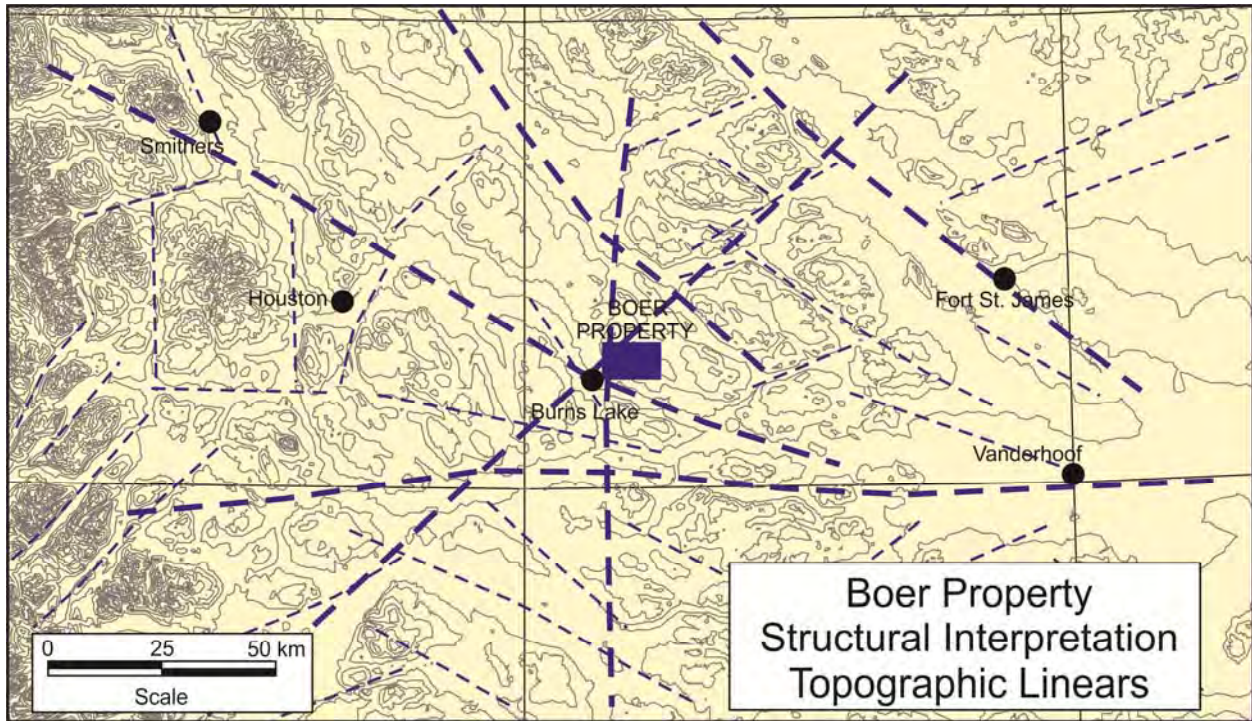 Smithers
Houston
BOER
PROPERTY
Fort St. James
Burns Lake
Vanderhoof
Boer Property
Structural Interpretation
Topographic Linears
0 25 50 km
Scale